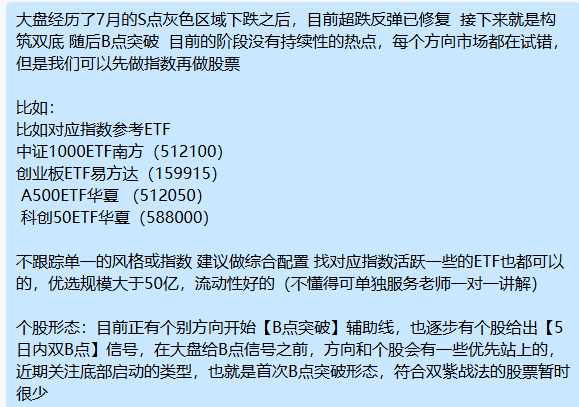 大盘经历了7月的S点灰色区域下跌之后，目前超跌反弹已修复  接下来就是构
筑双底 随后B点突破  目前的阶段没有持续性的热点，每个方向市场都在试错，
但是我们可以先做指数再做股票
比如：
比如对应指数参考ETF
中证1000ETF南方（512100）
创业板ETF易方达（159915）
A500ETF华夏 （512050）
科创50ETF华夏（588000）
不跟踪单一的风格或指数 建议做综合配置 找对应指数活跃一些的ETF也都可以
的，优选规模大于50亿，流动性好的（不懂得可单独服务老师一对一讲解）
个股形态：目前正有个别方向开始【B点突破】辅助线，也逐步有个股给出【5
日内双B点】信号，在大盘给B点信号之前，方向和个股会有一些优先站上的，
近期关注底部启动的类型，也就是首次B点突破形态，符合双紫战法的股票暂时
很少